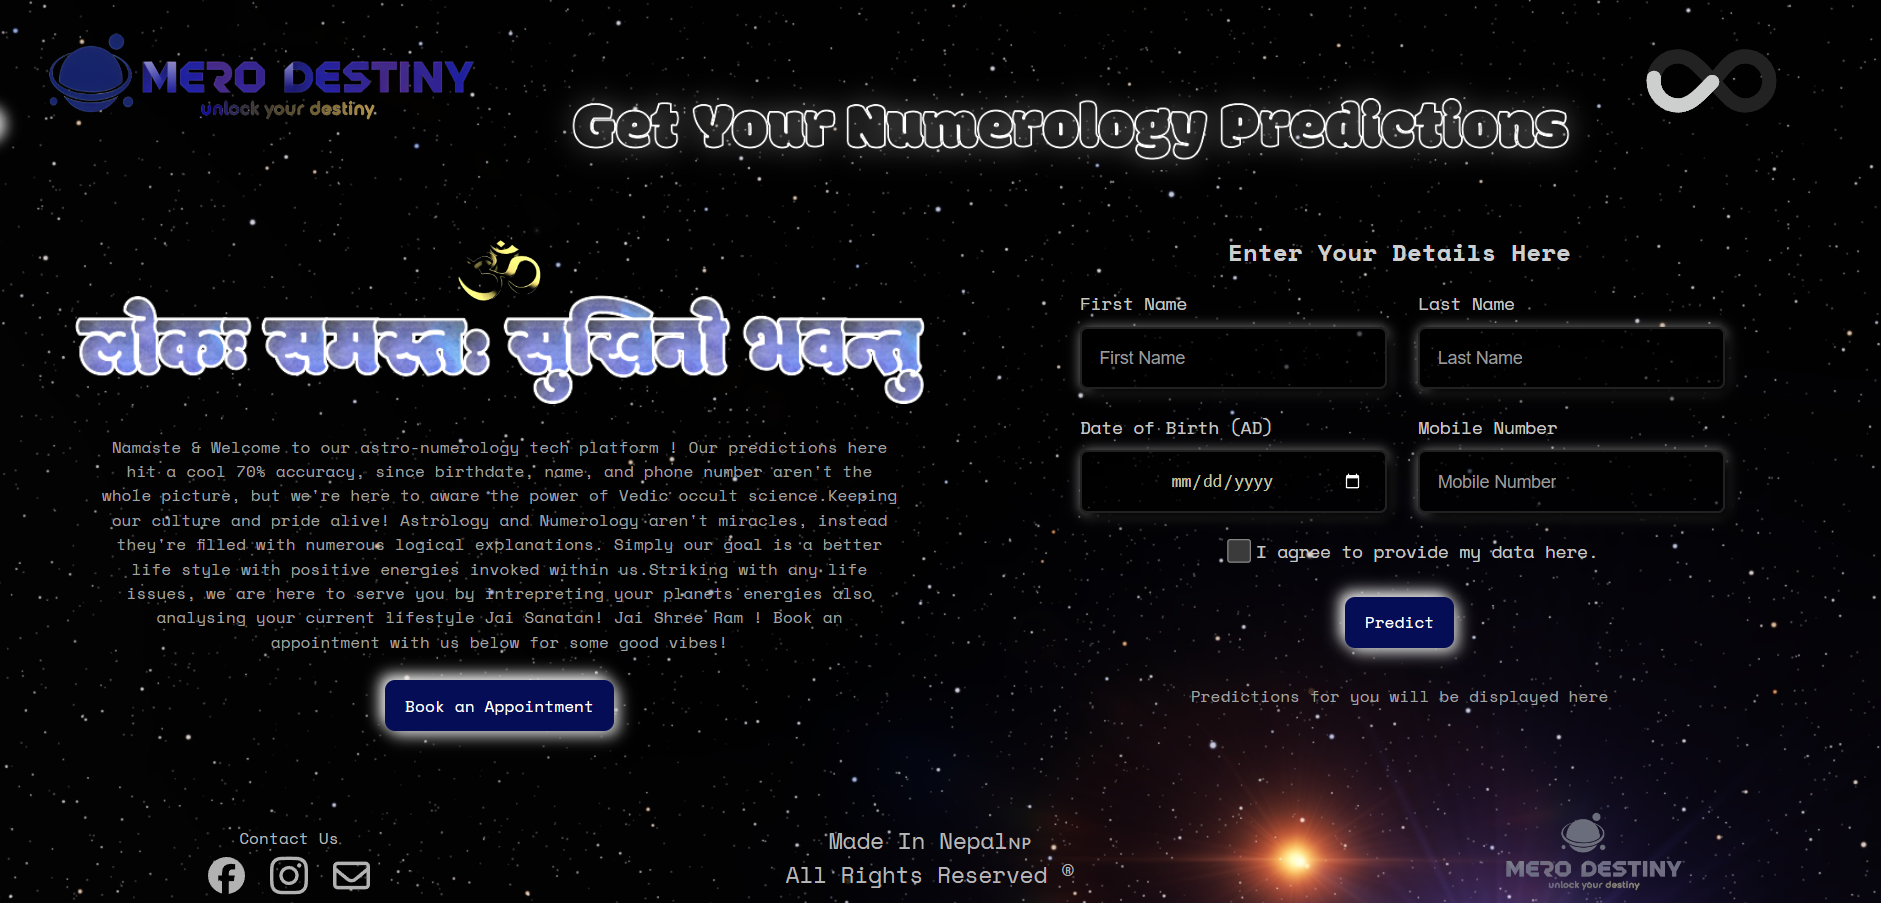 MERO DESTINY
unlock your destiny.
Get Your Numerology Predictions
ॐ
लोकः समस्तः सुखिनो भवन्तु
Namaste & Welcome to our astro-numerology tech platform ! Our predictions here
hit a cool 70% accuracy, since birthdate, name, and phone number aren't the
whole picture, but we're here to aware the power of Vedic occult science.Keeping
our culture and pride alive! Astrology and Numerology aren't miracles, instead
they're filled with numerous logical explanations. Simply our goal is a better
life style with positive energies invoked within us.Striking with any life
issues, we are here to serve you by intrepreting your planets energies also
analysing your current lifestyle Jai Sanatan! Jai Shree Ram ! Book an
appointment with us below for some good vibes!
Book an Appointment
Enter Your Details Here
First Name
Last Name
First Name
Last Name
Date of Birth (AD)
Mobile Number
mm/dd/yyyy
Mobile Number
I agree to provide my data here.
Predict
Predictions for you will be displayed here
Contact Us
Made In Nepal🇳🇵
All Rights Reserved ®
MERO DESTINY
unlock your destiny